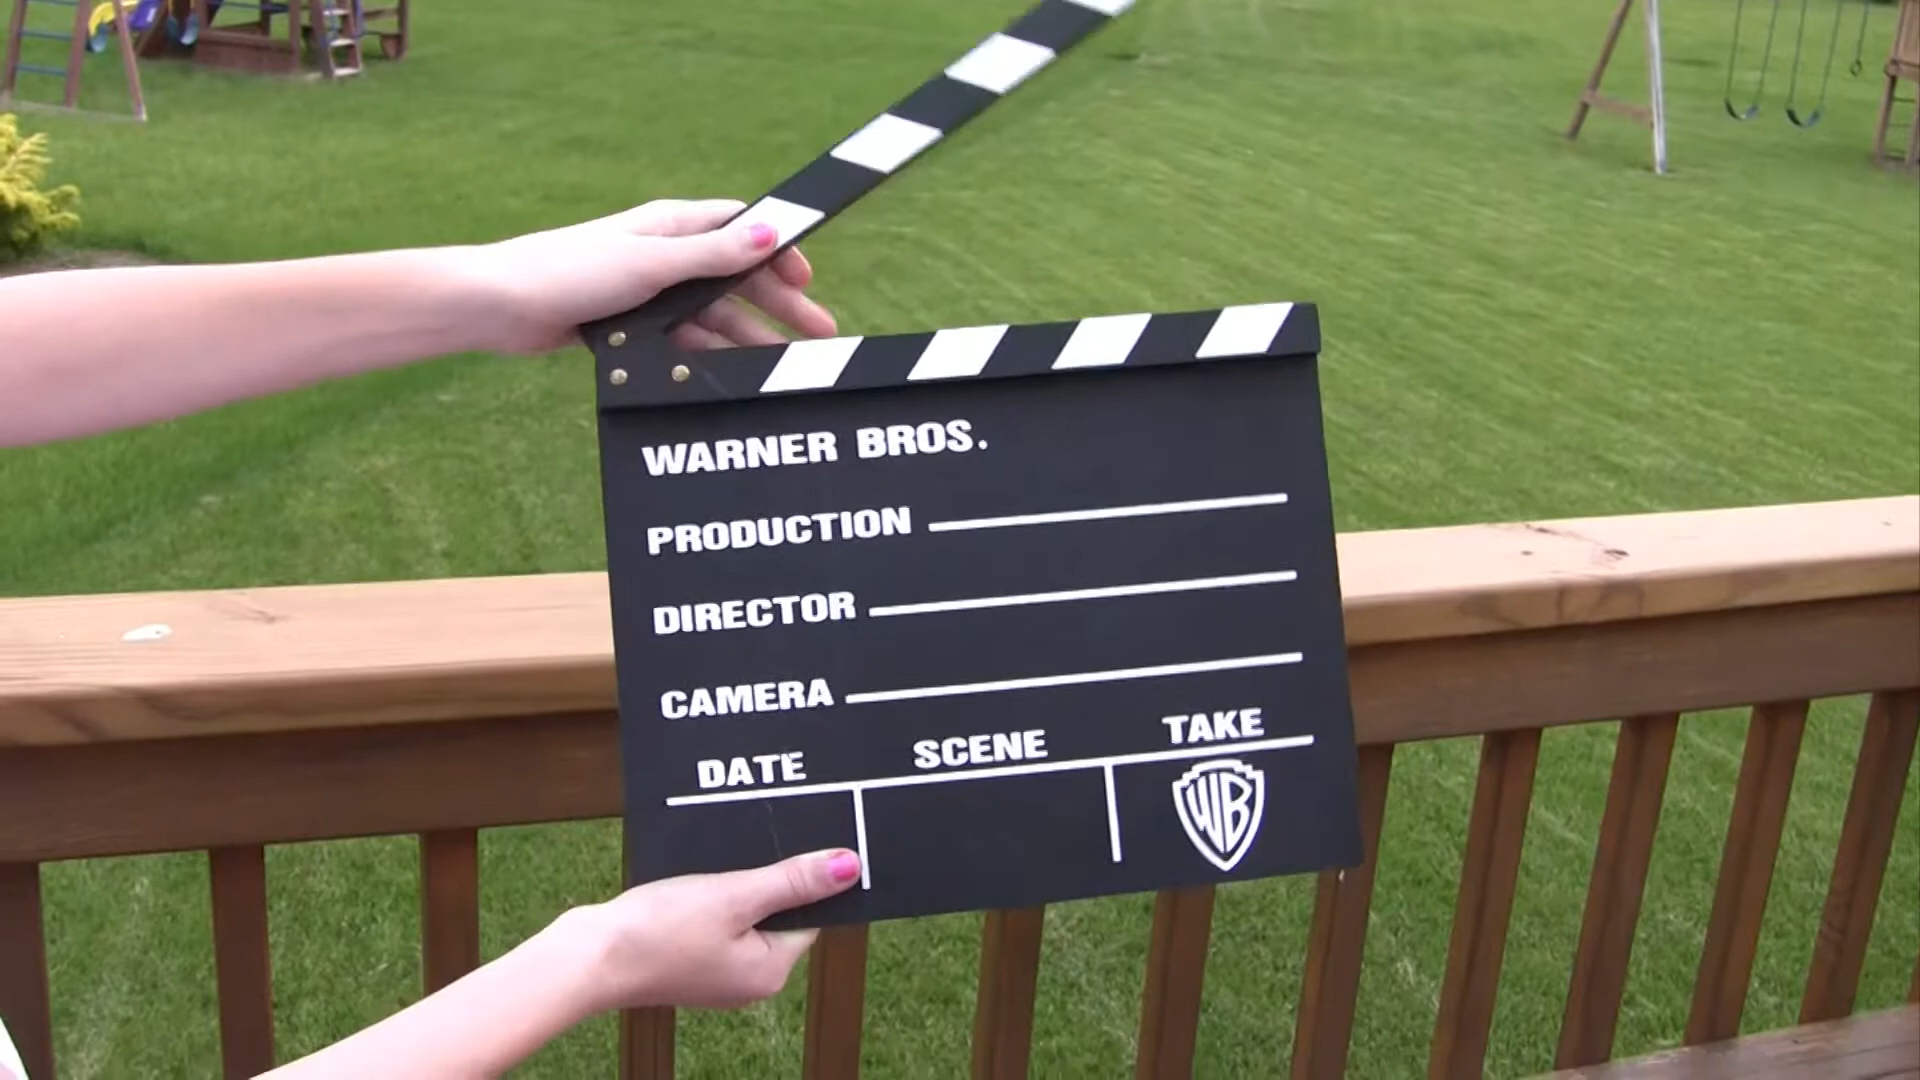 WARNER BROS.
PRODUCTION
DIRECTOR
CAMERA
DATE SCENE TAKE
WB